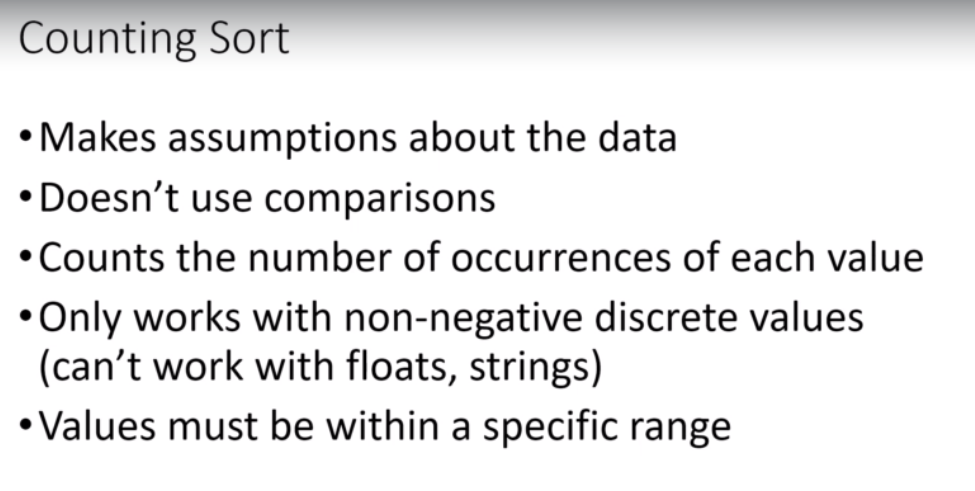 Counting Sort
•Makes assumptions about the data
•Doesn’t use comparisons
•Counts the number of occurrences of each value
•Only works with non-negative discrete values
(can’t work with floats, strings)
•Values must be within a specific range